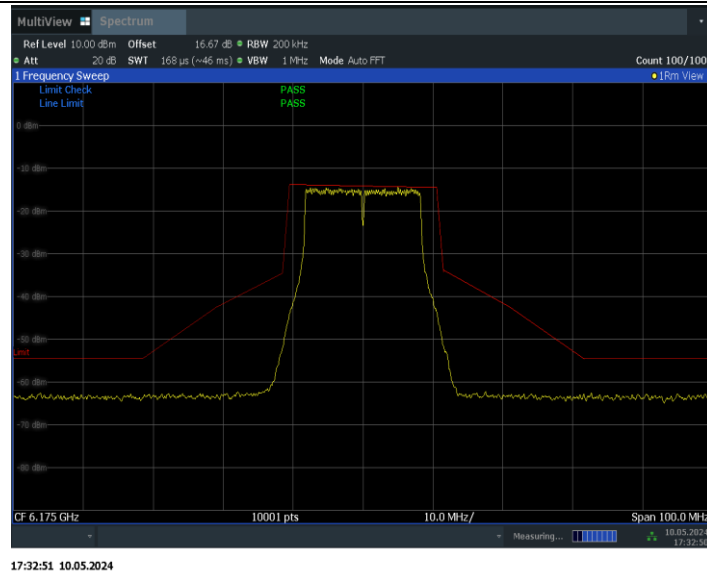 MultiView Spectrum
Ref Level 10.00 dBm Offset 16.67 dB RBW 200 kHz
Att 20 dB SWT 168 µs (~46 ms) VBW 1 MHz Mode Auto FFT Count 100/100
1 Frequency Sweep 1Rm View
Limit Check PASS
Line Limit PASS
0 dBm
-10 dBm
-20 dBm
-30 dBm
-40 dBm
-50 dBm
Limit
-60 dBm
-70 dBm
-80 dBm
CF 6.175 GHz 10001 pts 10.0 MHz/ Span 100.0 MHz
Measuring... 10.05.2024
17:32:50
17:32:51 10.05.2024